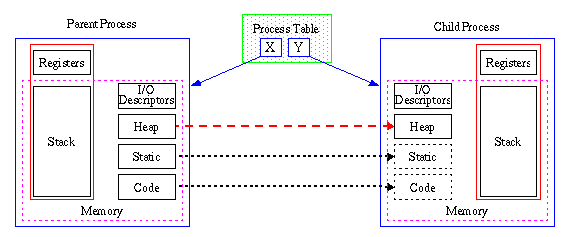 Parent Process
Process Table
X Y
Child Process
Registers
I/O
Descriptors
Heap
Stack
Static
Code
Memory
Registers
I/O
Descriptors
Heap
Stack
Static
Code
Memory